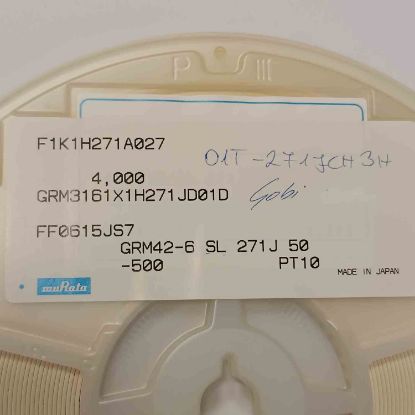 P III
F1K1H271A027
01T-271JCH3H
4,000
GRM3161X1H271JD01D
Gobi
FF0615JS7
GRM42-6 SL 271J 50
-500 PT10
MADE IN JAPAN
muRata